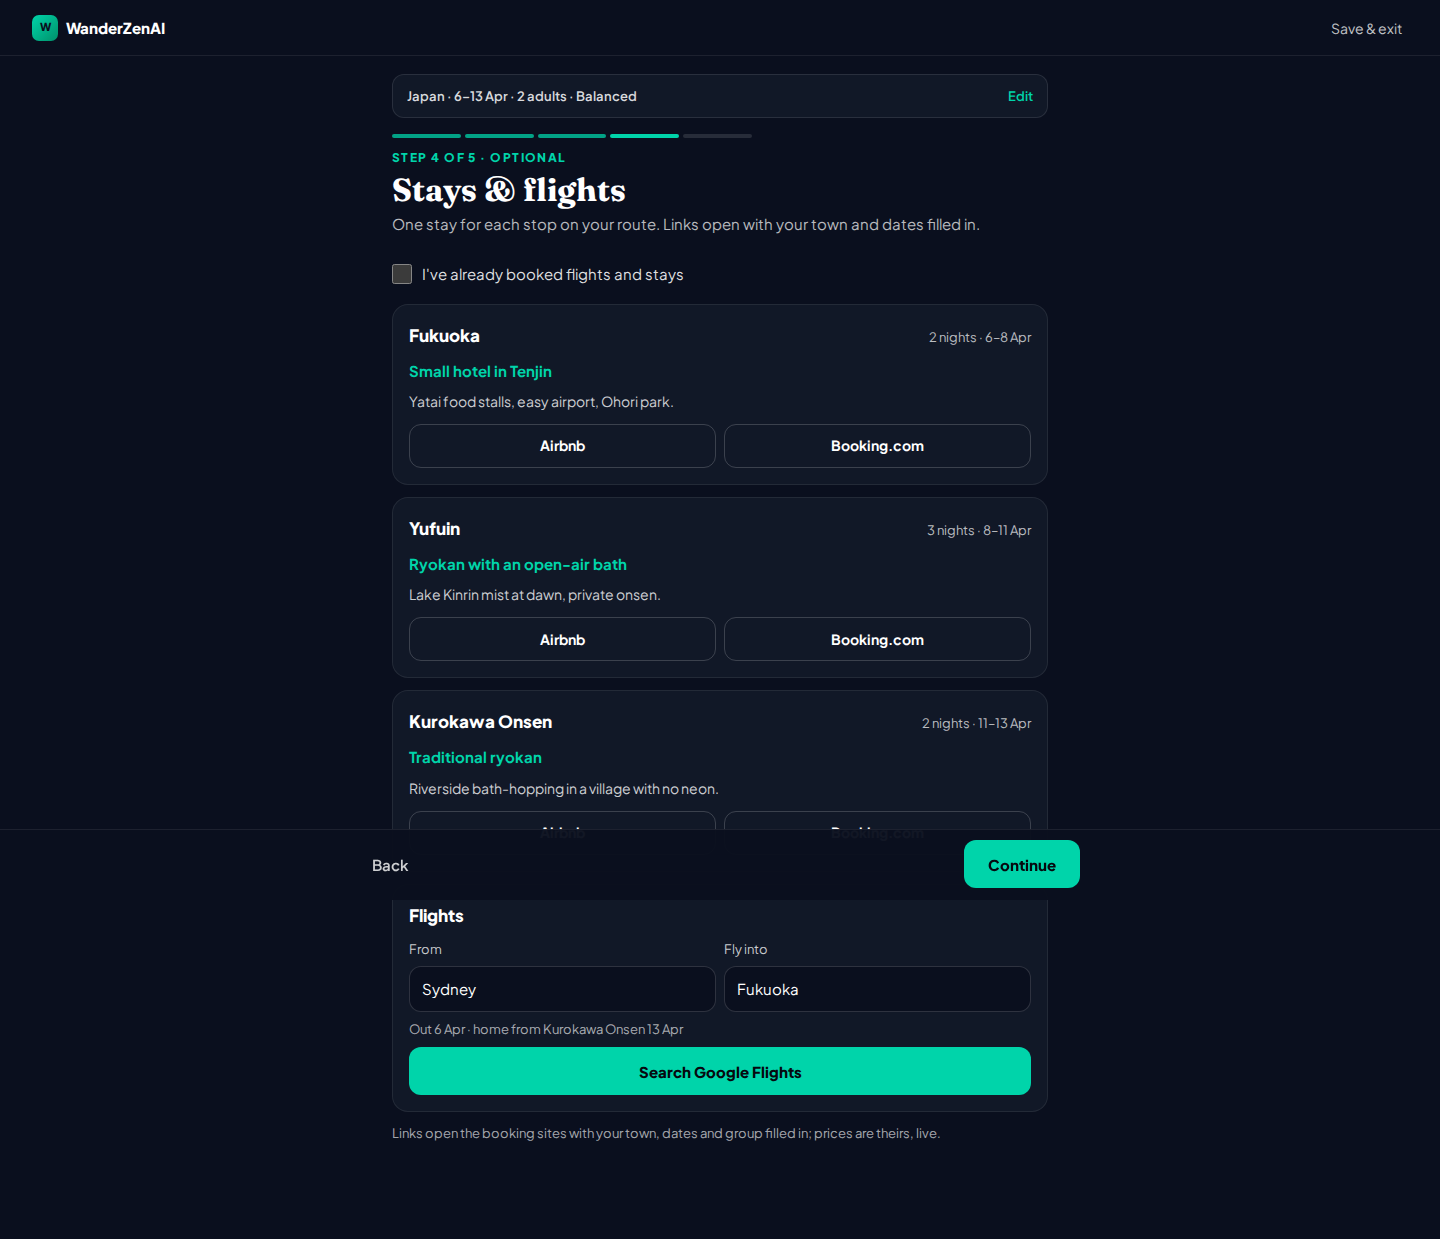 W WanderZenAI
Save & exit
Japan · 6–13 Apr · 2 adults · Balanced
Edit
STEP 4 OF 5 · OPTIONAL
Stays & flights
One stay for each stop on your route. Links open with your town and dates filled in.
I've already booked flights and stays
Fukuoka
2 nights · 6–8 Apr
Small hotel in Tenjin
Yatai food stalls, easy airport, Ohori park.
Airbnb
Booking.com
Yufuin
3 nights · 8–11 Apr
Ryokan with an open-air bath
Lake Kinrin mist at dawn, private onsen.
Airbnb
Booking.com
Kurokawa Onsen
2 nights · 11–13 Apr
Traditional ryokan
Riverside bath-hopping in a village with no neon.
Airbnb
Booking.com
Back
Continue
Flights
From
Fly into
Sydney
Fukuoka
Out 6 Apr · home from Kurokawa Onsen 13 Apr
Search Google Flights
Links open the booking sites with your town, dates and group filled in; prices are theirs, live.